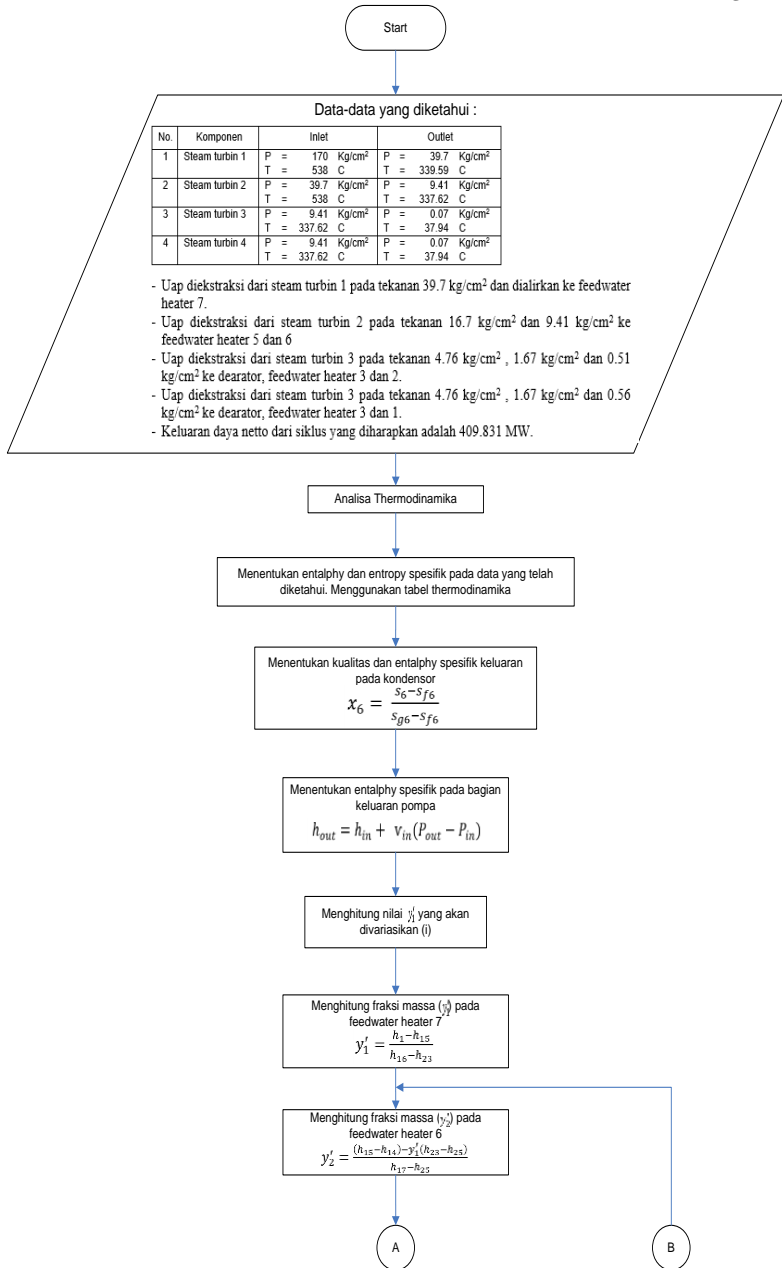 Start
Data-data yang diketahui :
No. Komponen Inlet Outlet
1 Steam turbin 1 P = 170 Kg/cm² P = 39.7 Kg/cm²
T = 538 C T = 339.59 C
2 Steam turbin 2 P = 39.7 Kg/cm² P = 9.41 Kg/cm²
T = 538 C T = 337.62 C
3 Steam turbin 3 P = 9.41 Kg/cm² P = 0.07 Kg/cm²
T = 337.62 C T = 37.94 C
4 Steam turbin 4 P = 9.41 Kg/cm² P = 0.07 Kg/cm²
T = 337.62 C T = 37.94 C
- Uap diekstraksi dari steam turbin 1 pada tekanan 39.7 kg/cm² dan dialirkan ke feedwater
heater 7.
- Uap diekstraksi dari steam turbin 2 pada tekanan 16.7 kg/cm² dan 9.41 kg/cm² ke
feedwater heater 5 dan 6
- Uap diekstraksi dari steam turbin 3 pada tekanan 4.76 kg/cm² , 1.67 kg/cm² dan 0.51
kg/cm² ke dearator, feedwater heater 3 dan 2.
- Uap diekstraksi dari steam turbin 3 pada tekanan 4.76 kg/cm² , 1.67 kg/cm² dan 0.56
kg/cm² ke dearator, feedwater heater 3 dan 1.
- Keluaran daya netto dari siklus yang diharapkan adalah 409.831 MW.
Analisa Thermodinamika
Menentukan entalphy dan entropy spesifik pada data yang telah
diketahui. Menggunakan tabel thermodinamika
Menentukan kualitas dan entalphy spesifik keluaran
pada kondensor
x₆ = (s₆−s_f6)/(s_g6−s_f6)
Menentukan entalphy spesifik pada bagian
keluaran pompa
h_out = h_in + v_in(P_out − P_in)
Menghitung nilai y′₁ yang akan
divariasikan (i)
Menghitung fraksi massa (y′₁) pada
feedwater heater 7
y′₁ = (h₁−h₁₅)/(h₁₆−h₂₃)
Menghitung fraksi massa (y′₂) pada
feedwater heater 6
y′₂ = ((h₁₅−h₁₄)−y′₁(h₂₃−h₂₅))/(h₁₇−h₂₅)
A B